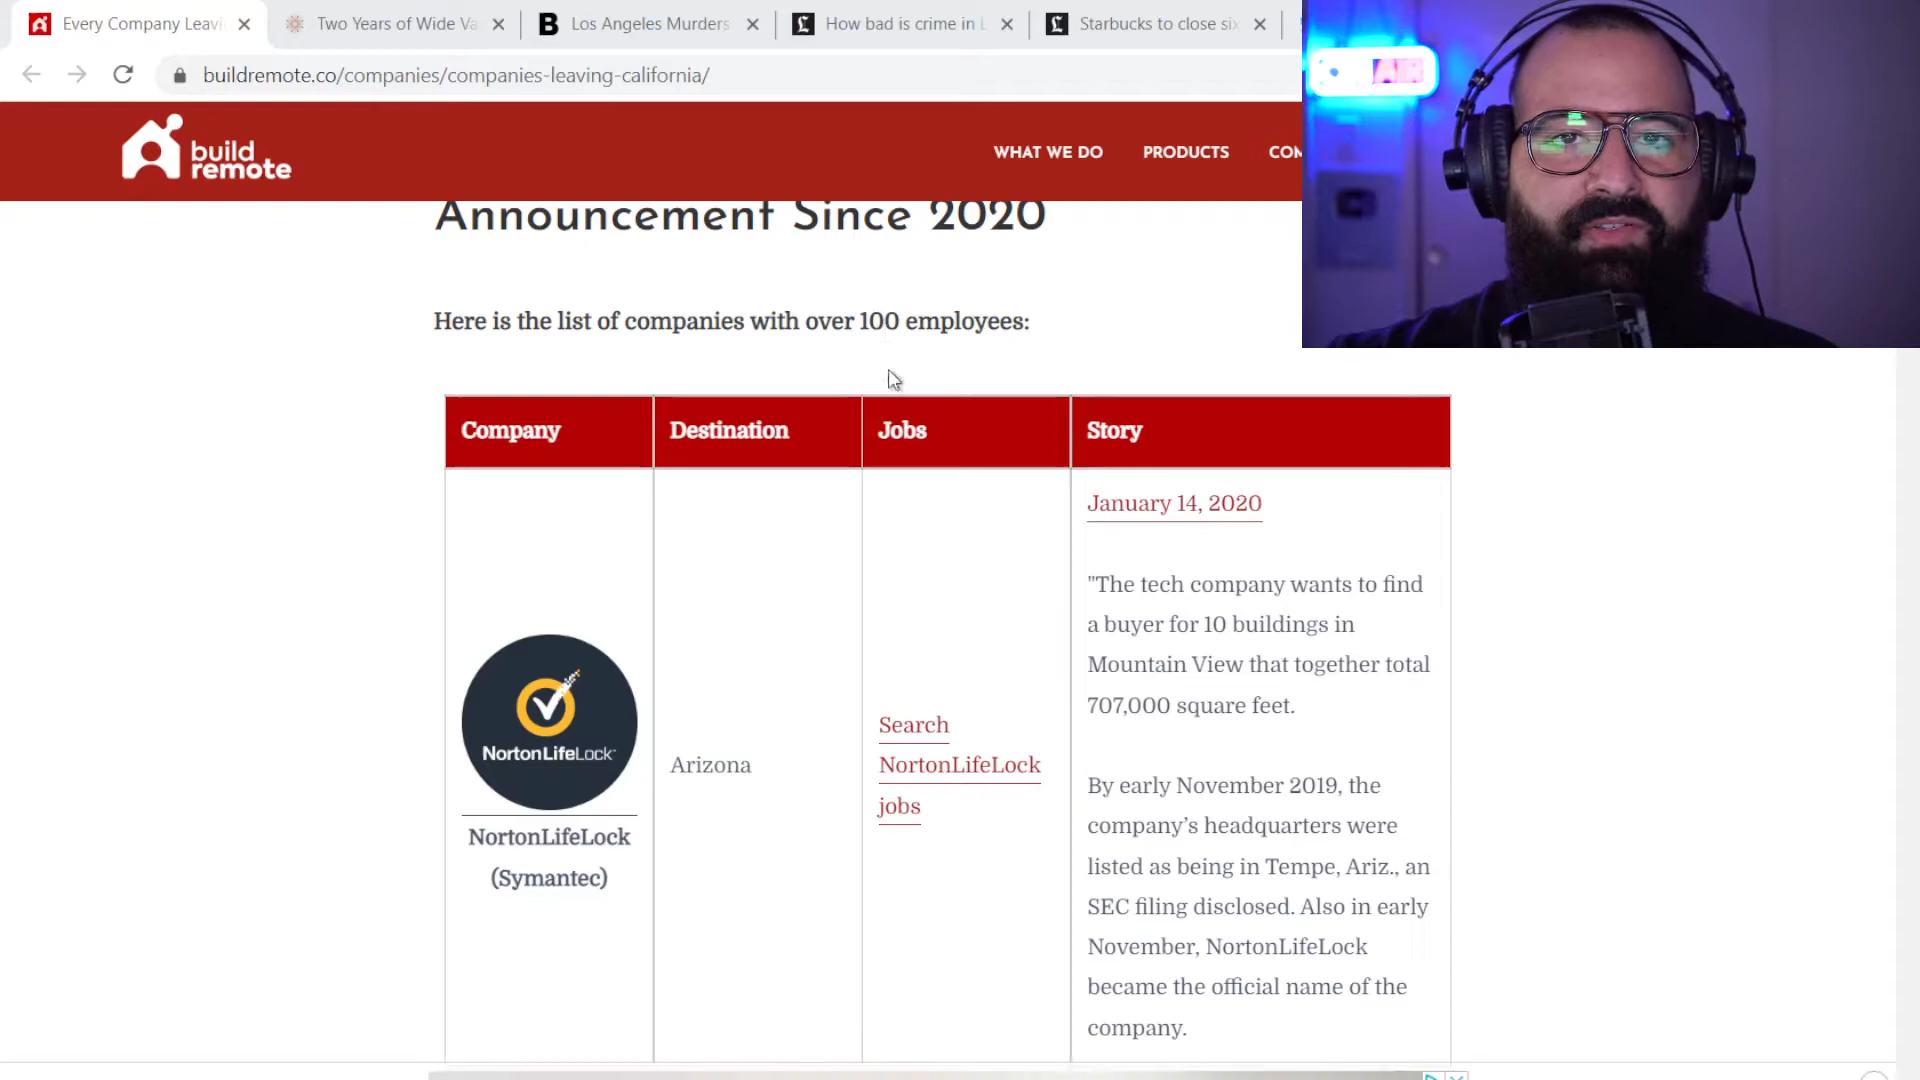 Every Company Leavi
Two Years of Wide Va
Los Angeles Murders
How bad is crime in L
Starbucks to close six
buildremote.co/companies/companies-leaving-california/
build
remote
WHAT WE DO
PRODUCTS
COM
Announcement Since 2020
Here is the list of companies with over 100 employees:
Company
Destination
Jobs
Story
NortonLifeLock
NortonLifeLock
(Symantec)
Arizona
Search
NortonLifeLock
jobs
January 14, 2020
"The tech company wants to find
a buyer for 10 buildings in
Mountain View that together total
707,000 square feet.
By early November 2019, the
company’s headquarters were
listed as being in Tempe, Ariz., an
SEC filing disclosed. Also in early
November, NortonLifeLock
became the official name of the
company.